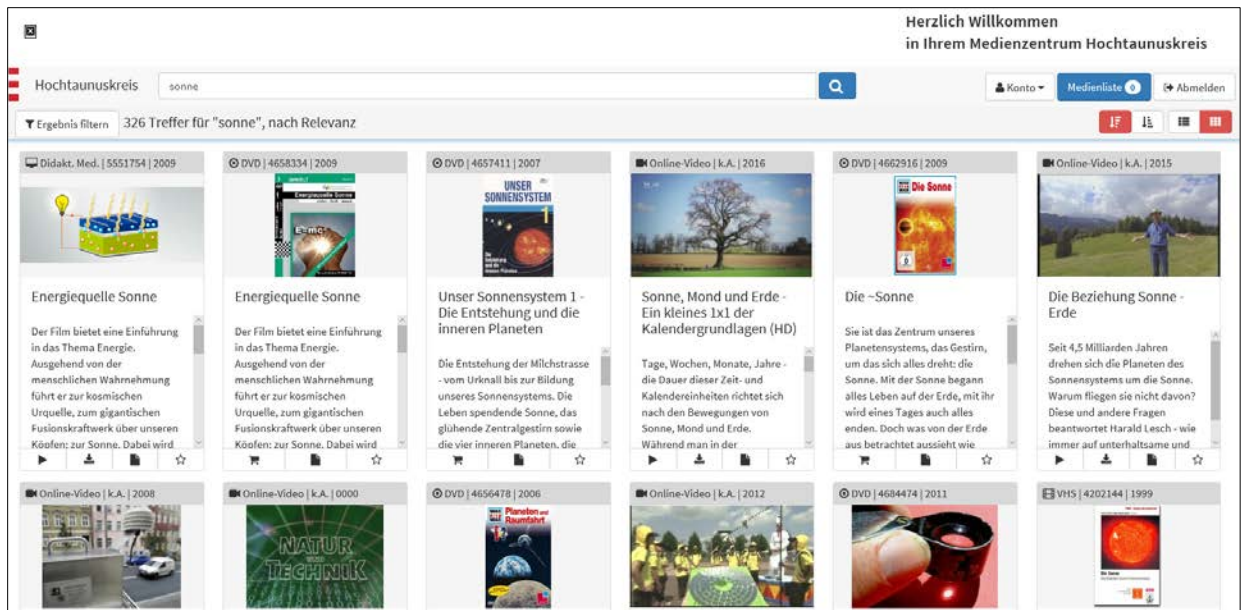 Herzlich Willkommen
in Ihrem Medienzentrum Hochtaunuskreis
Hochtaunuskreis
sonne
Konto
Medienliste 0
Abmelden
Ergebnis filtern
326 Treffer für "sonne", nach Relevanz
Didakt. Med. | 5551754 | 2009
Energiequelle Sonne
Der Film bietet eine Einführung
in das Thema Energie.
Ausgehend von der
menschlichen Wahrnehmung
führt er zur kosmischen
Urquelle, zum gigantischen
Fusionskraftwerk über unseren
Köpfen: zur Sonne. Dabei wird
DVD | 4658334 | 2009
Energiequelle Sonne
E=mc²
Energiequelle Sonne
Der Film bietet eine Einführung
in das Thema Energie.
Ausgehend von der
menschlichen Wahrnehmung
führt er zur kosmischen
Urquelle, zum gigantischen
Fusionskraftwerk über unseren
Köpfen: zur Sonne. Dabei wird
DVD | 4657411 | 2007
UNSER
SONNENSYSTEM
1
Die
Entstehung
und die
inneren
Planeten
Unser Sonnensystem 1 -
Die Entstehung und die
inneren Planeten
Die Entstehung der Milchstrasse
- vom Urknall bis zur Bildung
unseres Sonnensystems. Die
Leben spendende Sonne, das
glühende Zentralgestirn sowie
die vier inneren Planeten, die
Online-Video | k.A. | 2016
Sonne, Mond und Erde -
Ein kleines 1x1 der
Kalendergrundlagen (HD)
Tage, Wochen, Monate, Jahre -
die Dauer dieser Zeit- und
Kalendereinheiten richtet sich
nach den Bewegungen von
Sonne, Mond und Erde.
Während man in der
DVD | 4662916 | 2009
Die Sonne
Die ~Sonne
Sie ist das Zentrum unseres
Planetensystems, das Gestirn,
um das sich alles dreht: die
Sonne. Mit der Sonne begann
alles Leben auf der Erde, mit ihr
wird eines Tages auch alles
enden. Doch was von der Erde
aus betrachtet aussieht wie
Online-Video | k.A. | 2015
Die Beziehung Sonne -
Erde
Seit 4,5 Milliarden Jahren
drehen sich die Planeten des
Sonnensystems um die Sonne.
Warum fliegen sie nicht davon?
Diese und andere Fragen
beantwortet Harald Lesch - wie
immer auf unterhaltsame und
Online-Video | k.A. | 2008
Online-Video | k.A. | 0000
NATUR
TECHNIK
DVD | 4656478 | 2006
Planeten und
Raumfahrt
Online-Video | k.A. | 2012
DVD | 4684474 | 2011
VHS | 4202144 | 1999
Die Sonne